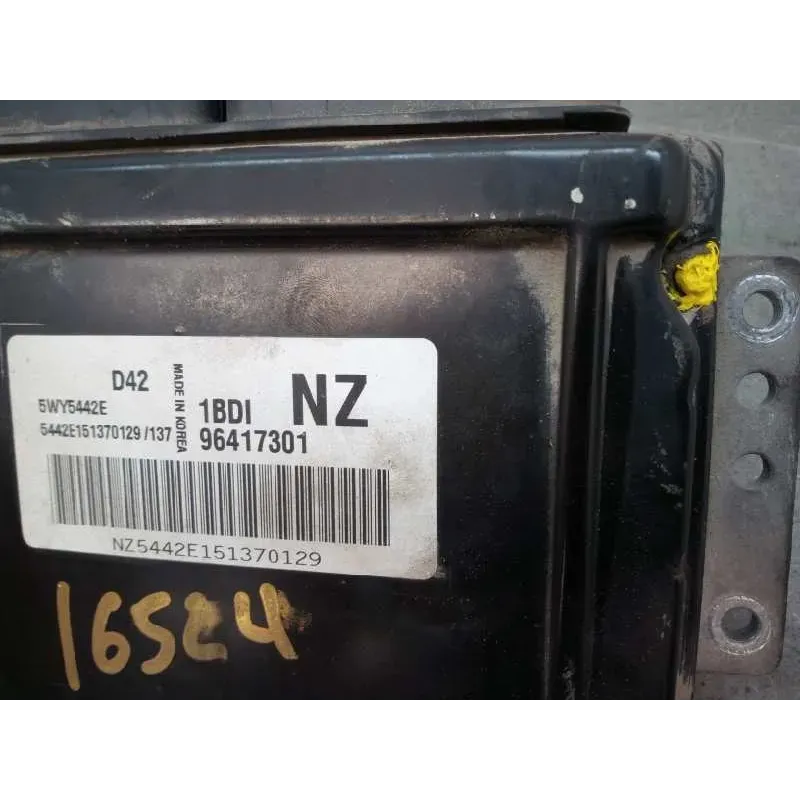 D42
MADE IN KOREA
1BDI NZ
5WY5442E
5442E151370129 /137
96417301
NZ5442E151370129
16524